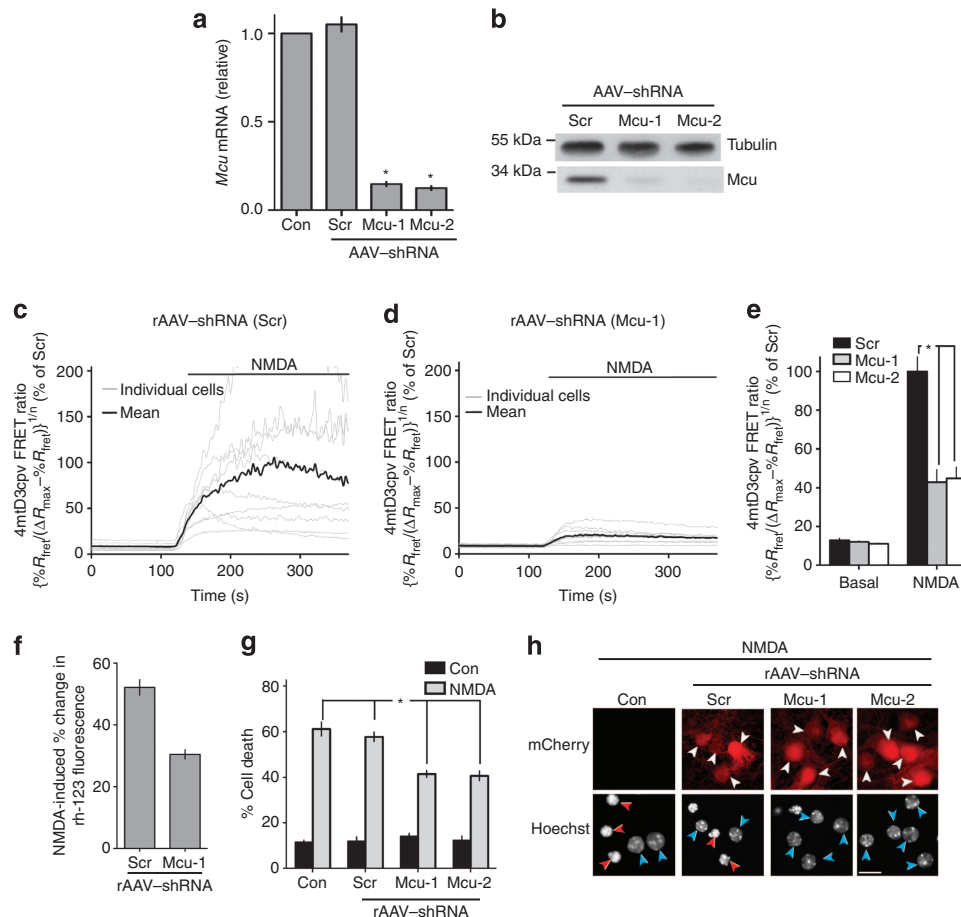 a
Mcu mRNA (relative)
1.0
0.5
0.0
*
*
Con
Scr
Mcu-1
Mcu-2
AAV–shRNA
b
AAV–shRNA
Scr
Mcu-1
Mcu-2
55 kDa
Tubulin
34 kDa
Mcu
c
rAAV–shRNA (Scr)
4mtD3cpv FRET ratio
{%Rfret/(ΔRmax–%Rfret)}1/n (% of Scr)
200
150
100
50
0
NMDA
Individual cells
Mean
0
100
200
300
Time (s)
d
rAAV–shRNA (Mcu-1)
4mtD3cpv FRET ratio
{%Rfret/(ΔRmax–%Rfret)}1/n (% of Scr)
200
150
100
50
0
NMDA
Individual cells
Mean
0
100
200
300
Time (s)
e
4mtD3cpv FRET ratio
{%Rfret/(ΔRmax–%Rfret)}1/n (% of Scr)
Scr
Mcu-1
Mcu-2
*
100
80
60
40
20
0
Basal
NMDA
f
NMDA-induced % change in
rh-123 fluorescence
60
40
20
0
Scr
Mcu-1
rAAV–shRNA
g
Con
NMDA
% Cell death
80
60
40
20
0
*
Con
Scr
Mcu-1
Mcu-2
rAAV–shRNA
h
NMDA
rAAV–shRNA
Con
Scr
Mcu-1
Mcu-2
mCherry
Hoechst